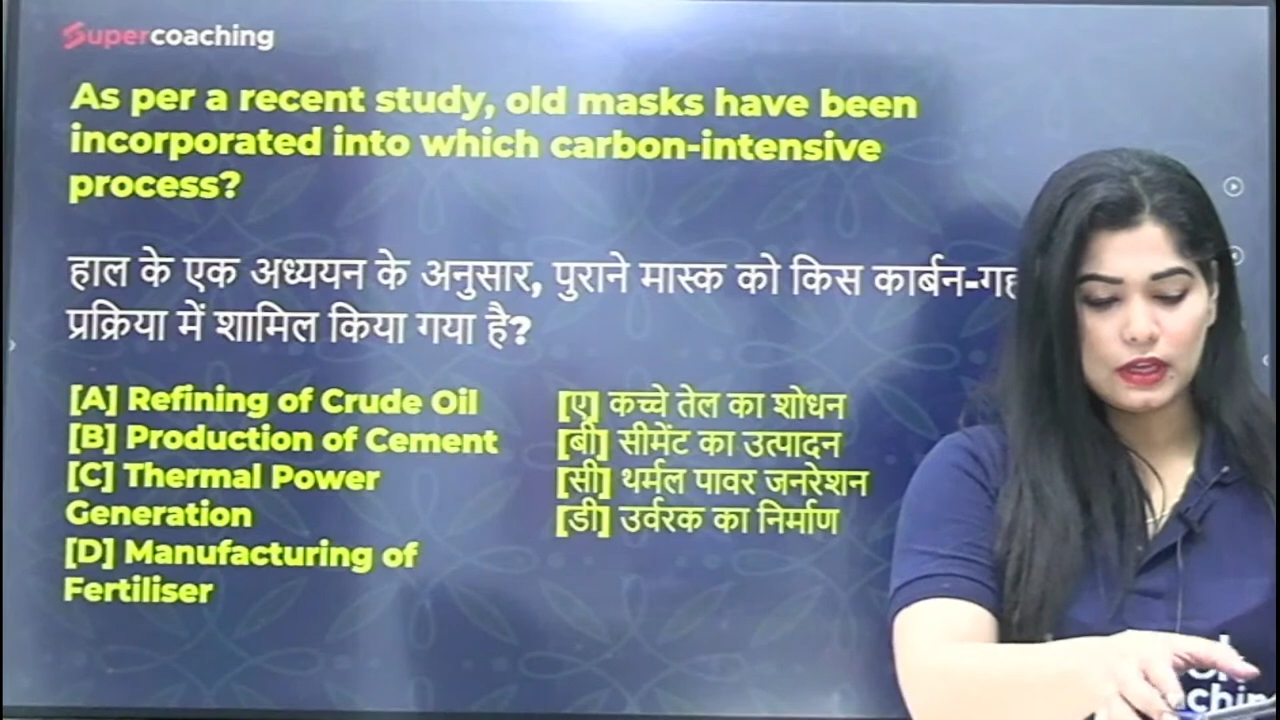 Supercoaching
As per a recent study, old masks have been
incorporated into which carbon-intensive
process?
हाल के एक अध्ययन के अनुसार, पुराने मास्क को किस कार्बन-गह
प्रक्रिया में शामिल किया गया है?
[A] Refining of Crude Oil
[B] Production of Cement
[C] Thermal Power
Generation
[D] Manufacturing of
Fertiliser
[ए] कच्चे तेल का शोधन
[बी] सीमेंट का उत्पादन
[सी] थर्मल पावर जनरेशन
[डी] उर्वरक का निर्माण